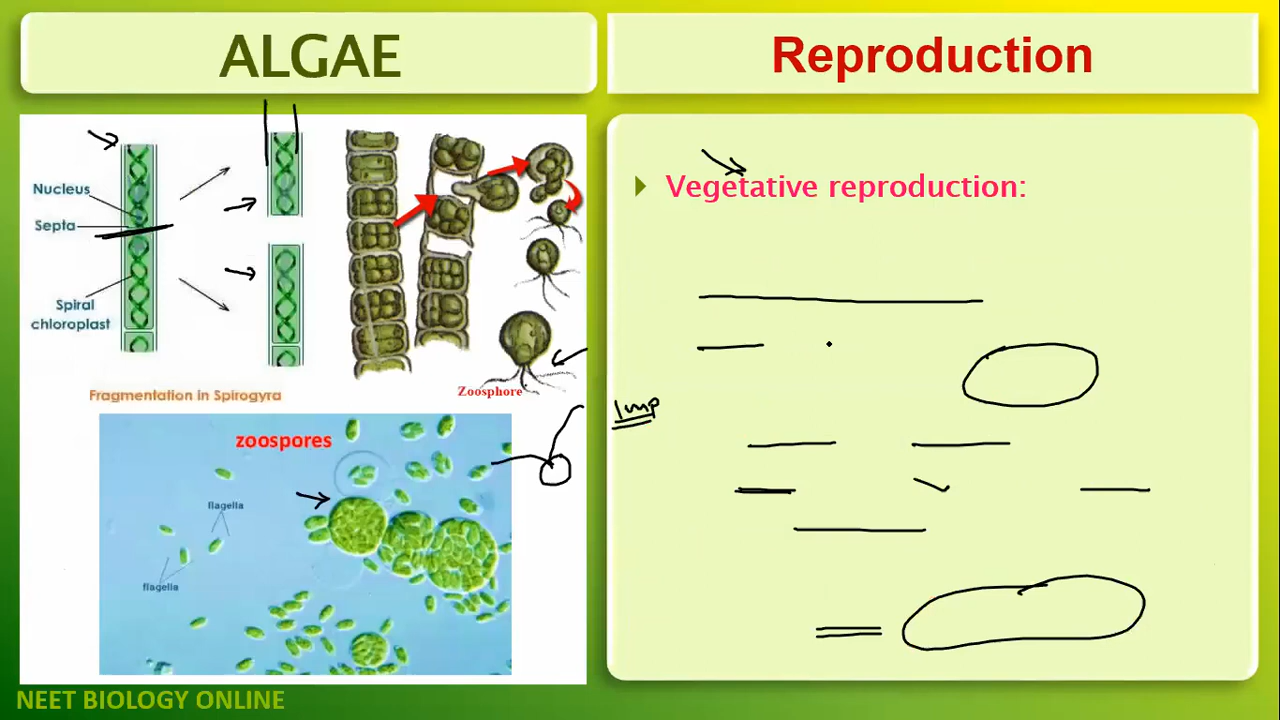 ALGAE
Reproduction
Nucleus
Septa
Spiral
chloroplast
Zoosphore
Fragmentation in Spirogyra
zoospores
flagella
flagella
Vegetative reproduction:
Imp
NEET BIOLOGY ONLINE